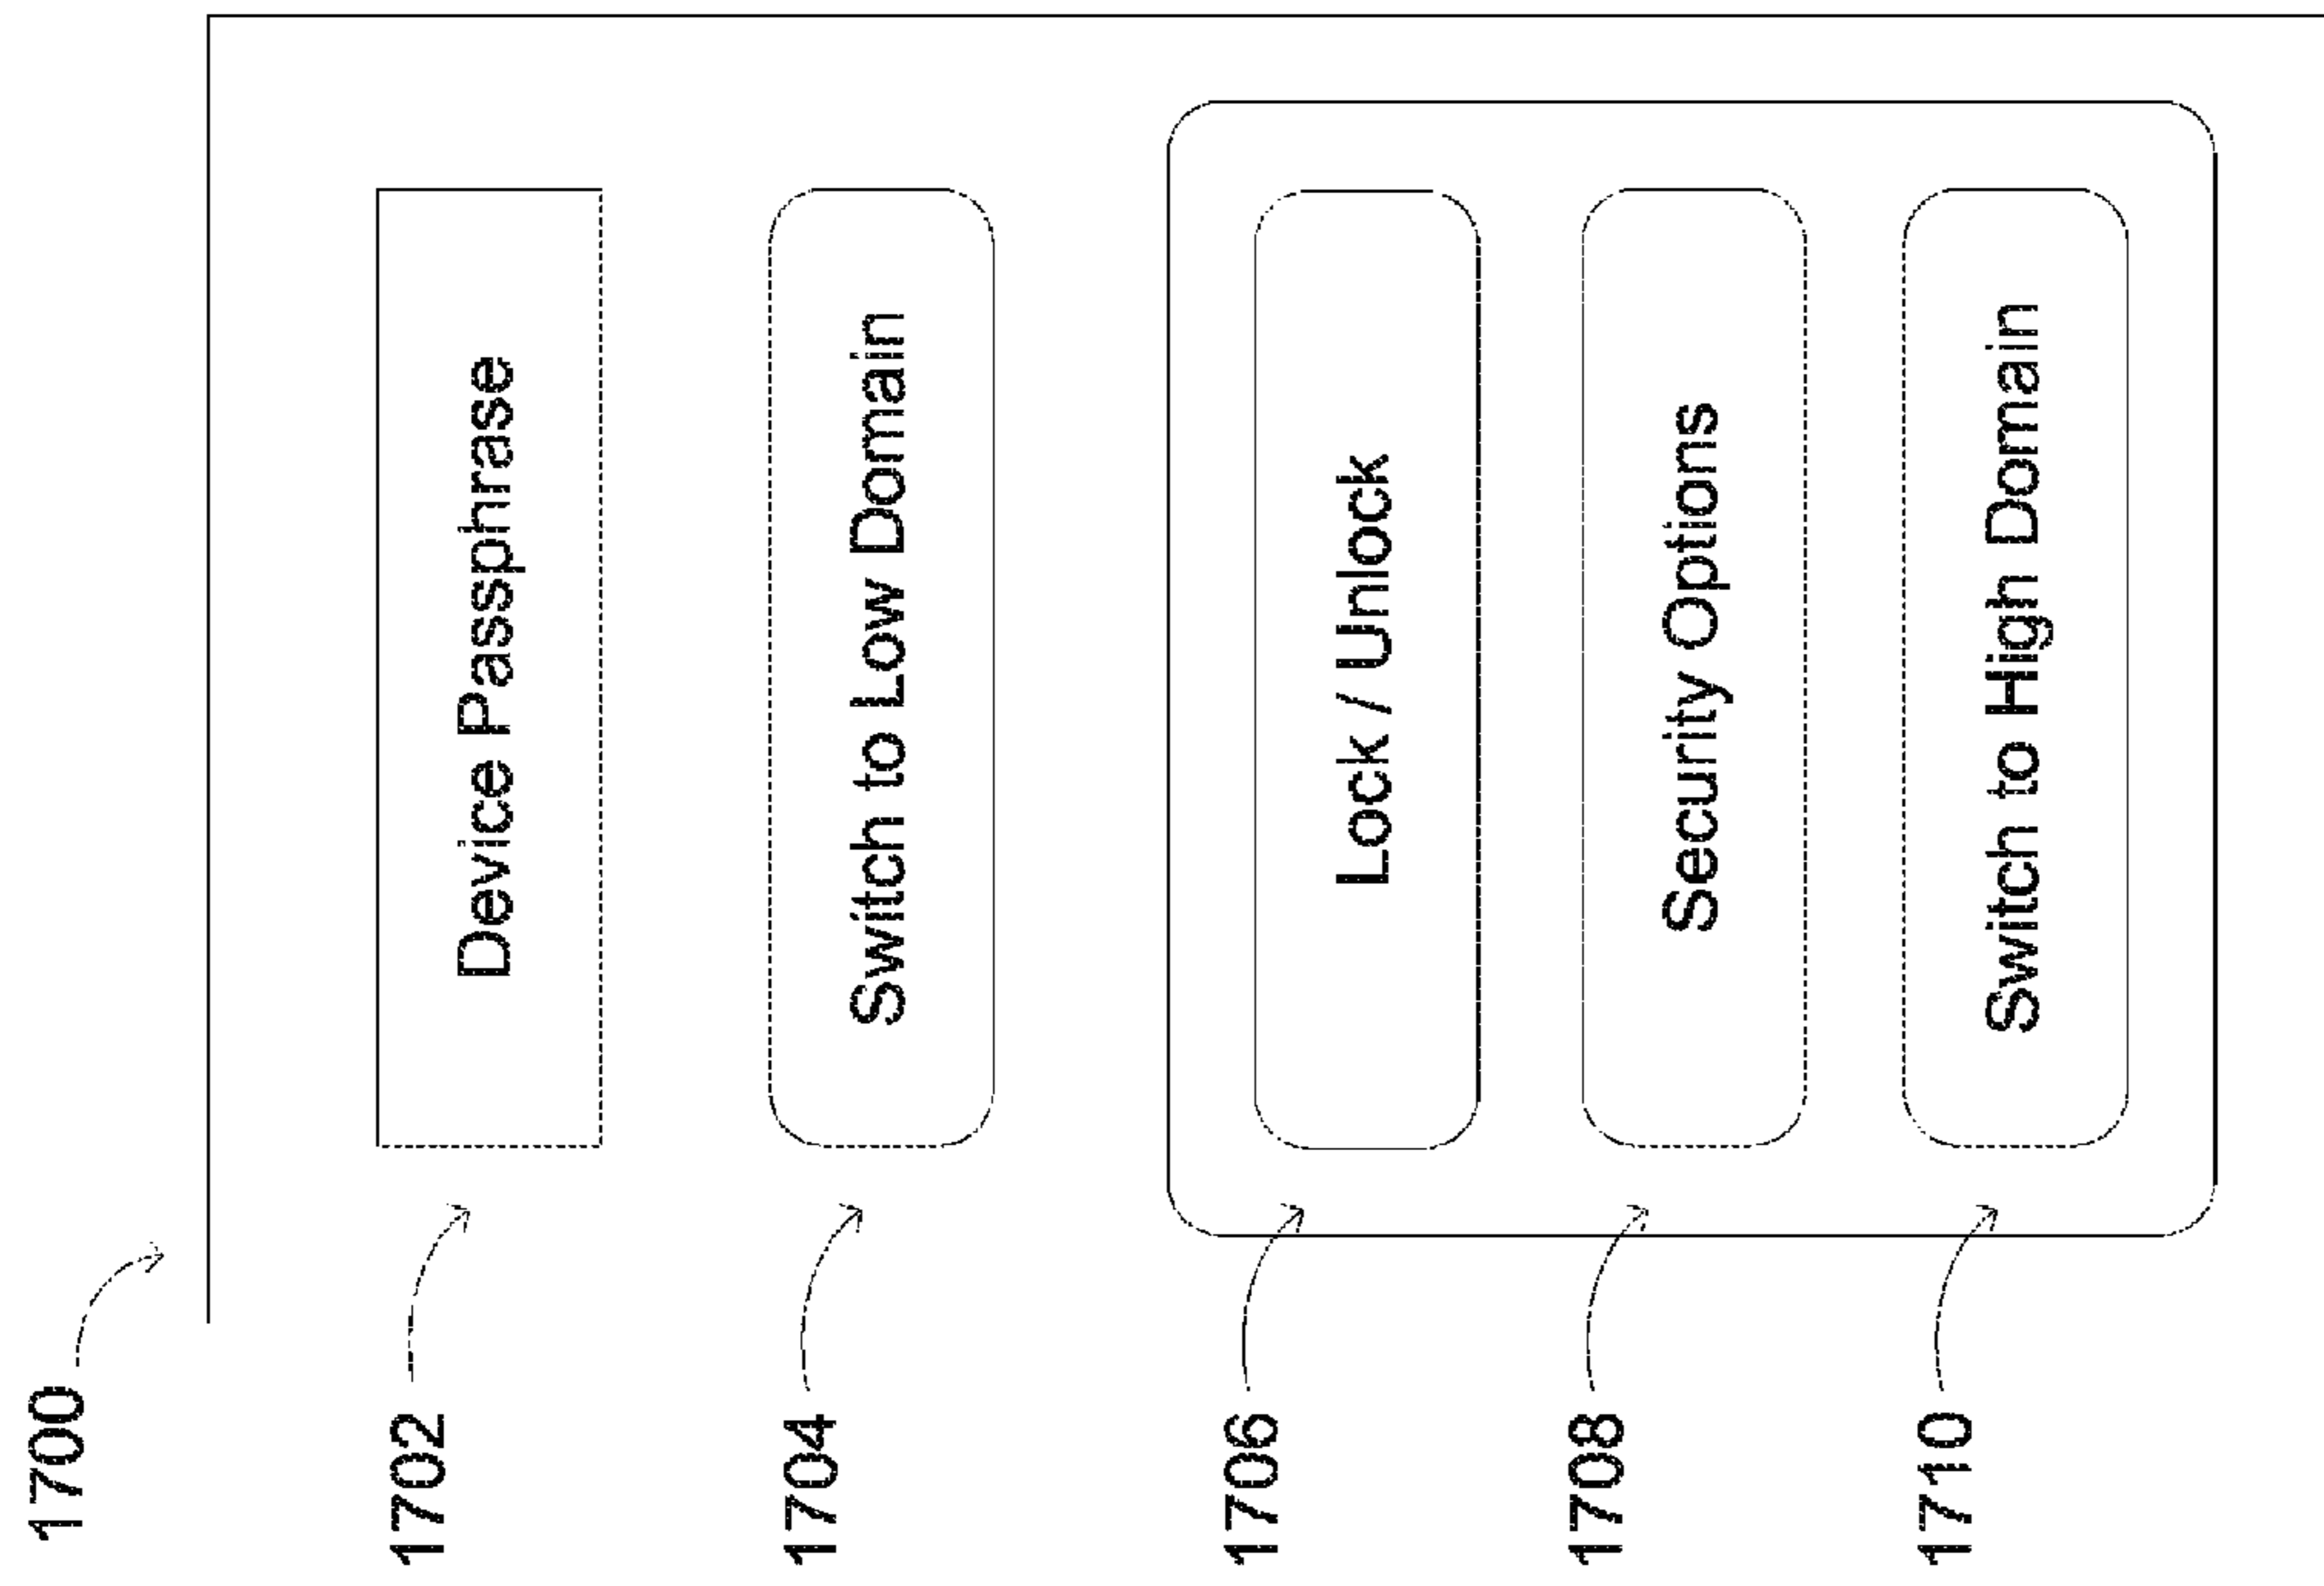 1700
1702
Device Passphrase
1704
Switch to Low Domain
1706
Lock / Unlock
1708
Security Options
1710
Switch to High Domain